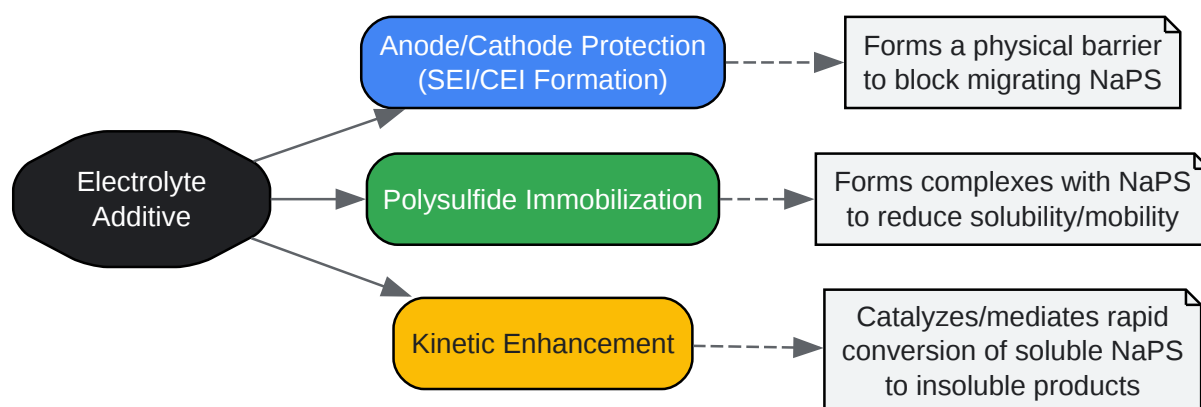 Electrolyte
Additive
Anode/Cathode Protection
(SEI/CEI Formation)
Forms a physical barrier
to block migrating NaPS
Polysulfide Immobilization
Forms complexes with NaPS
to reduce solubility/mobility
Kinetic Enhancement
Catalyzes/mediates rapid
conversion of soluble NaPS
to insoluble products